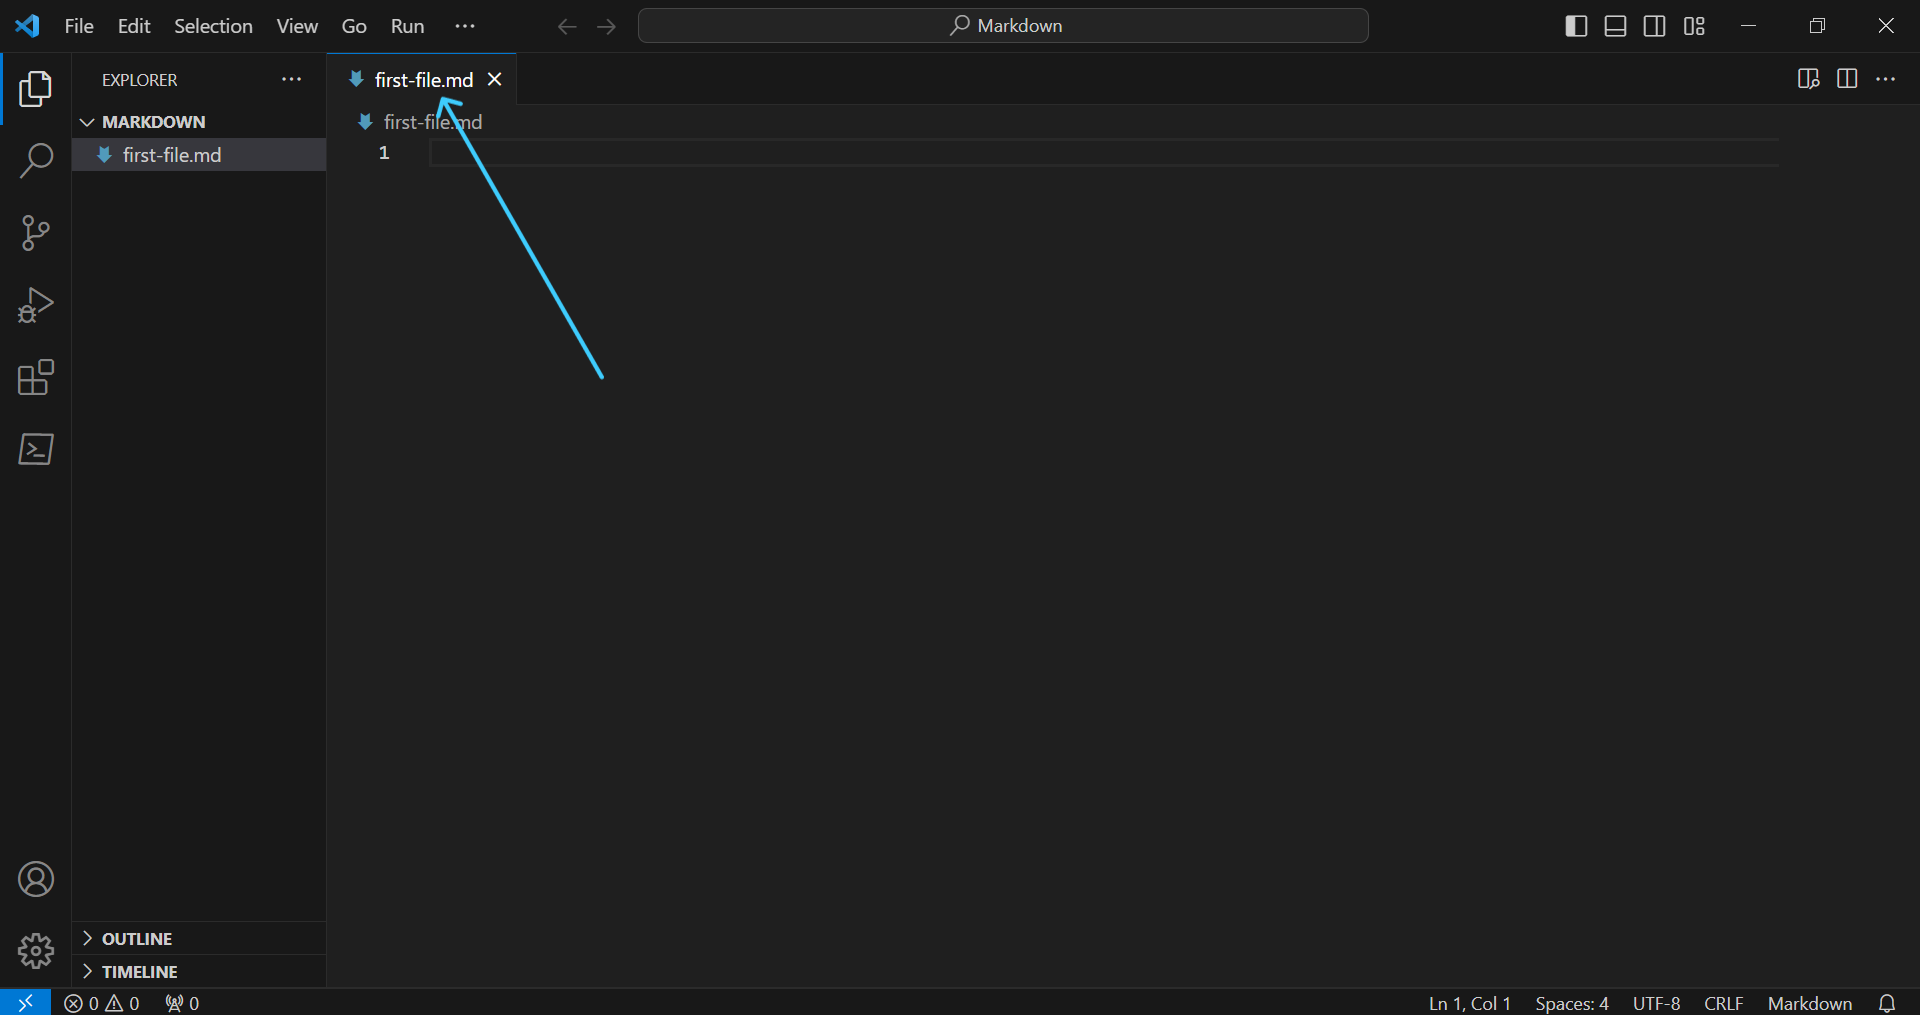 File Edit Selection View Go Run ··· Markdown
EXPLORER ···
first-file.md
MARKDOWN
first-file.md
first-file.md
1
OUTLINE
TIMELINE
0 0 0 Ln 1, Col 1 Spaces: 4 UTF-8 CRLF Markdown